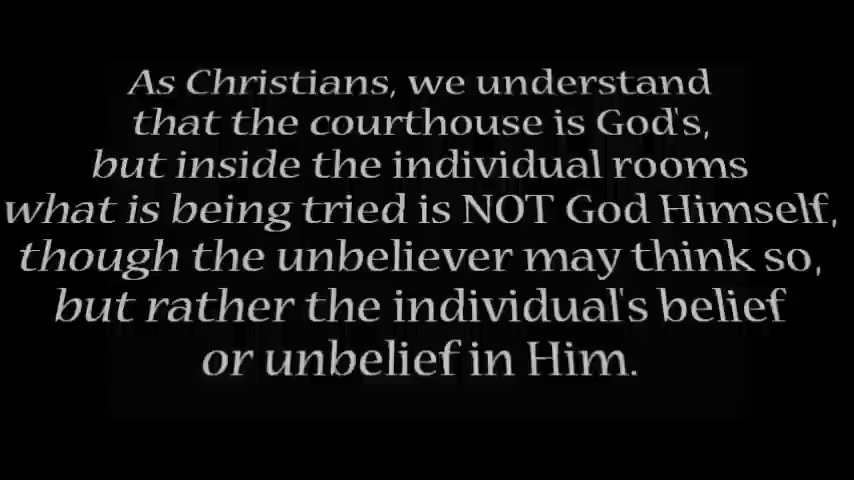 As Christians, we understand
that the courthouse is God's,
but inside the individual rooms
what is being tried is NOT God Himself,
though the unbeliever may think so,
but rather the individual's belief
or unbelief in Him.